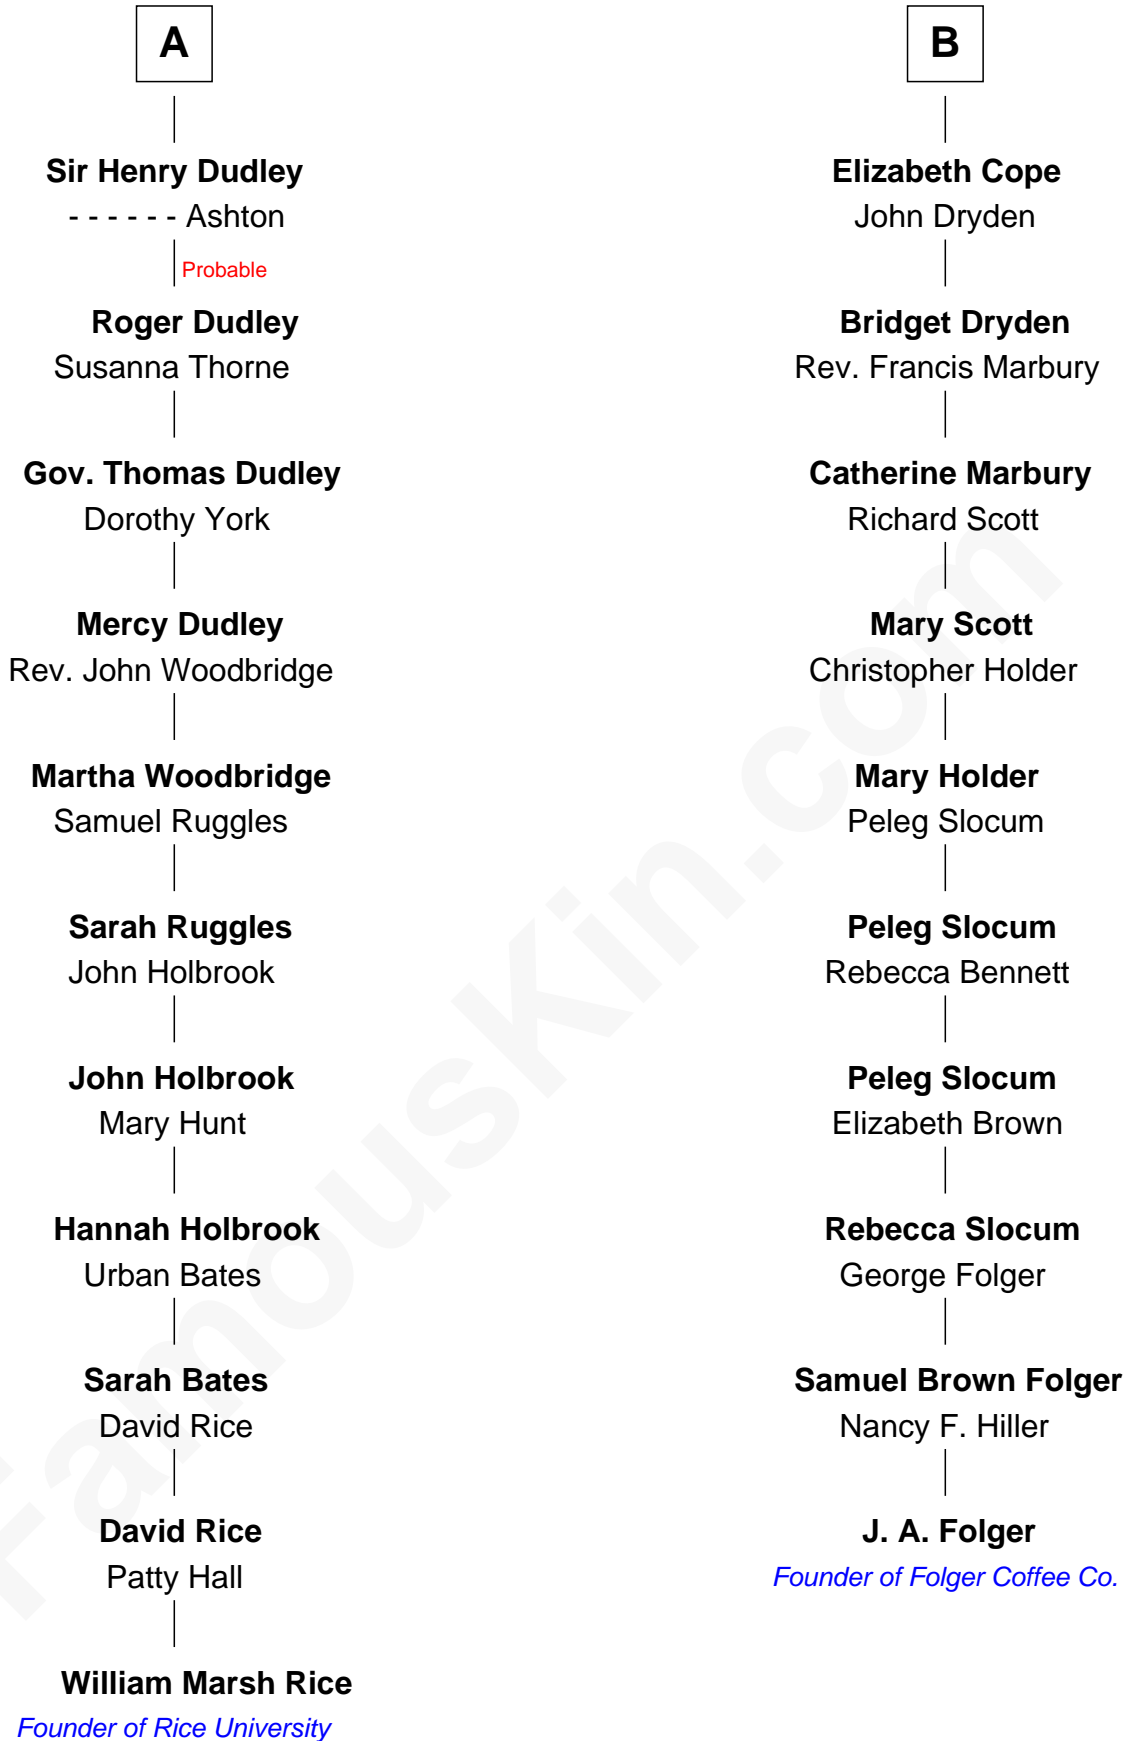 A
Sir Henry Dudley
- - - - - - Ashton
Probable
Roger Dudley
Susanna Thorne
Gov. Thomas Dudley
Dorothy York
Mercy Dudley
Rev. John Woodbridge
Martha Woodbridge
Samuel Ruggles
Sarah Ruggles
John Holbrook
John Holbrook
Mary Hunt
Hannah Holbrook
Urban Bates
Sarah Bates
David Rice
David Rice
Patty Hall
William Marsh Rice
Founder of Rice University
B
Elizabeth Cope
John Dryden
Bridget Dryden
Rev. Francis Marbury
Catherine Marbury
Richard Scott
Mary Scott
Christopher Holder
Mary Holder
Peleg Slocum
Peleg Slocum
Rebecca Bennett
Peleg Slocum
Elizabeth Brown
Rebecca Slocum
George Folger
Samuel Brown Folger
Nancy F. Hiller
J. A. Folger
Founder of Folger Coffee Co.
FamousKin.com